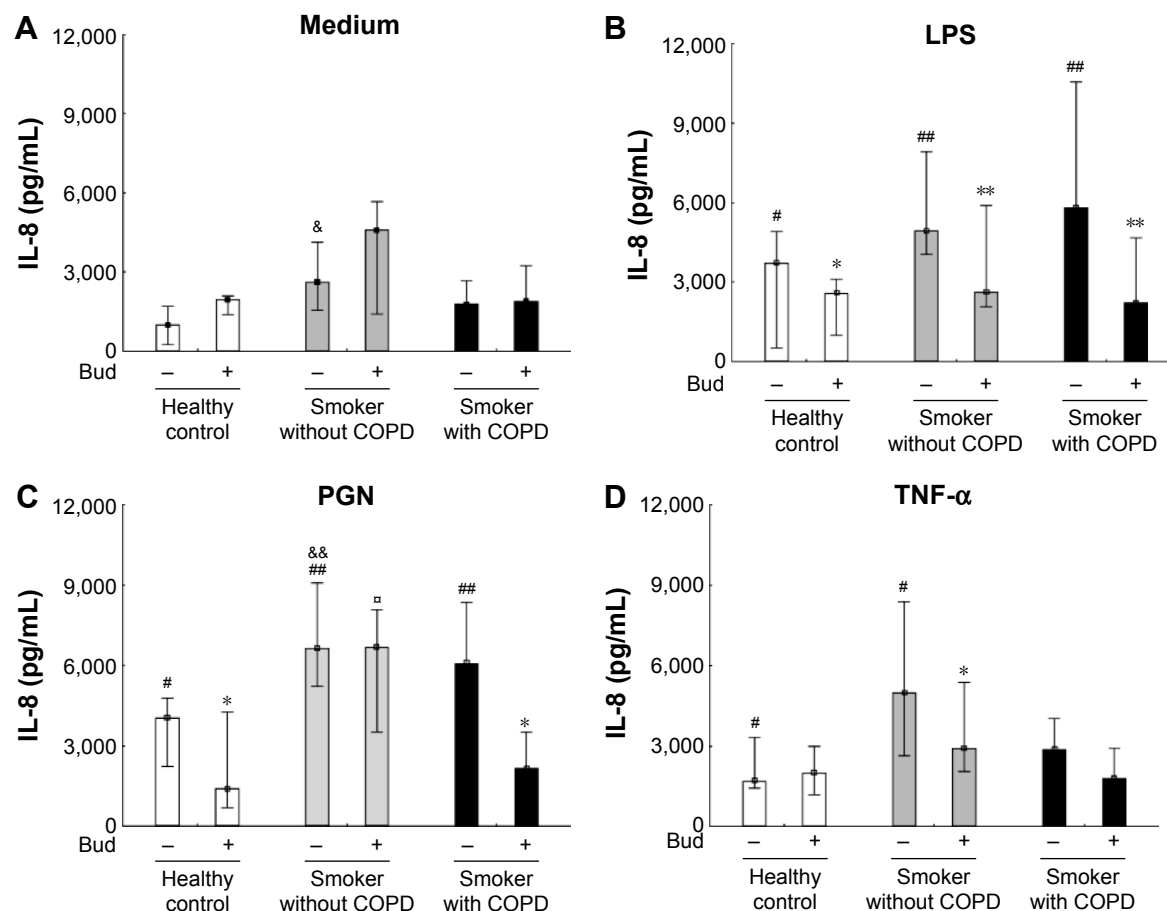 A
Medium
IL-8 (pg/mL)
12,000
9,000
6,000
3,000
0
&
Bud – + – + – +
Healthy control
Smoker without COPD
Smoker with COPD
B
LPS
IL-8 (pg/mL)
12,000
9,000
6,000
3,000
0
# * ## ** ## **
Bud – + – + – +
Healthy control
Smoker without COPD
Smoker with COPD
C
PGN
IL-8 (pg/mL)
12,000
9,000
6,000
3,000
0
&&
# * ## ¤ ## *
Bud – + – + – +
Healthy control
Smoker without COPD
Smoker with COPD
D
TNF-α
IL-8 (pg/mL)
12,000
9,000
6,000
3,000
0
# # *
Bud – + – + – +
Healthy control
Smoker without COPD
Smoker with COPD